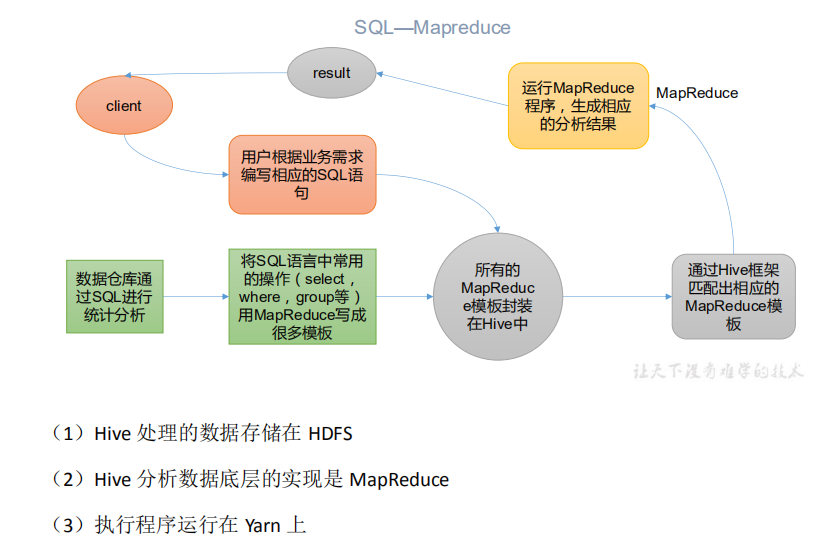 SQL—Mapreduce
result
client
运行MapReduce
程序，生成相应
的分析结果
MapReduce
用户根据业务需求
编写相应的SQL语
句
数据仓库通
过SQL进行
统计分析
将SQL语言中常用
的操作（select，
where，group等）
用MapReduce写成
很多模板
所有的
MapReduc
e模板封装
在Hive中
通过Hive框架
匹配出相应的
MapReduce模
板
让天下没有难学的技术
（1）Hive 处理的数据存储在 HDFS
（2）Hive 分析数据底层的实现是 MapReduce
（3）执行程序运行在 Yarn 上